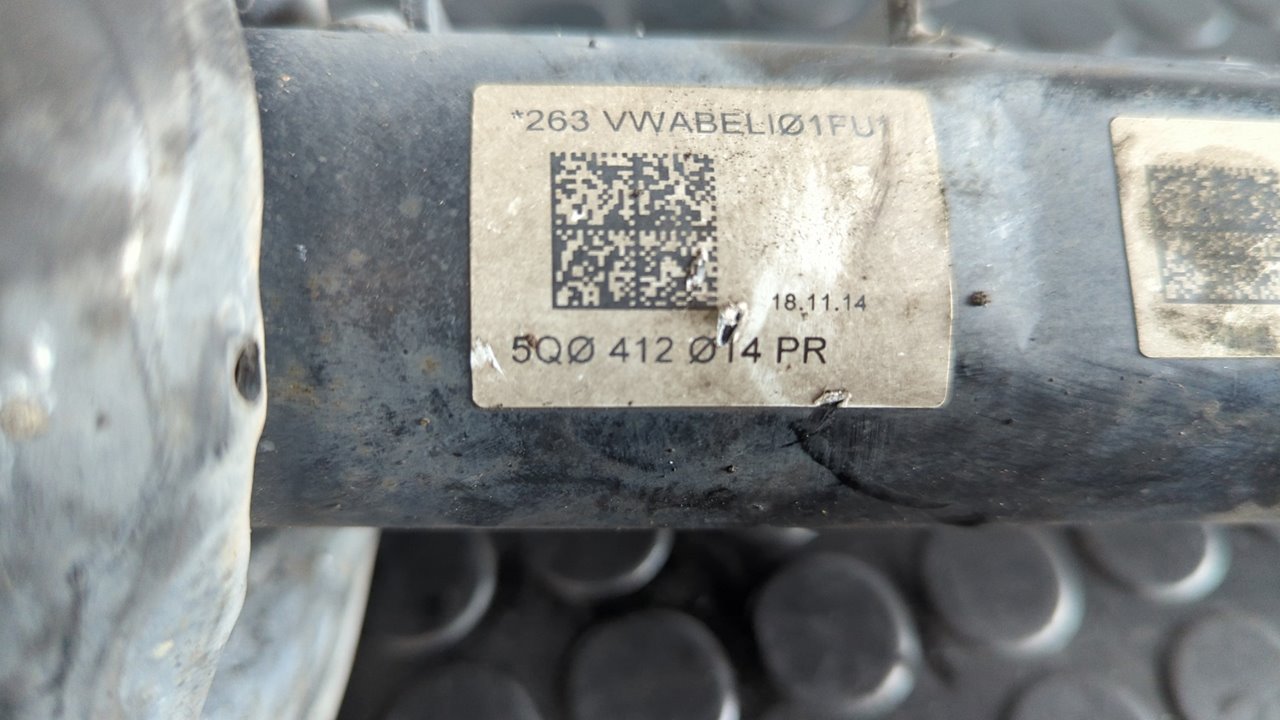 *263 VWABELIØ1FU1
18.11.14
5QØ 412 Ø14 PR